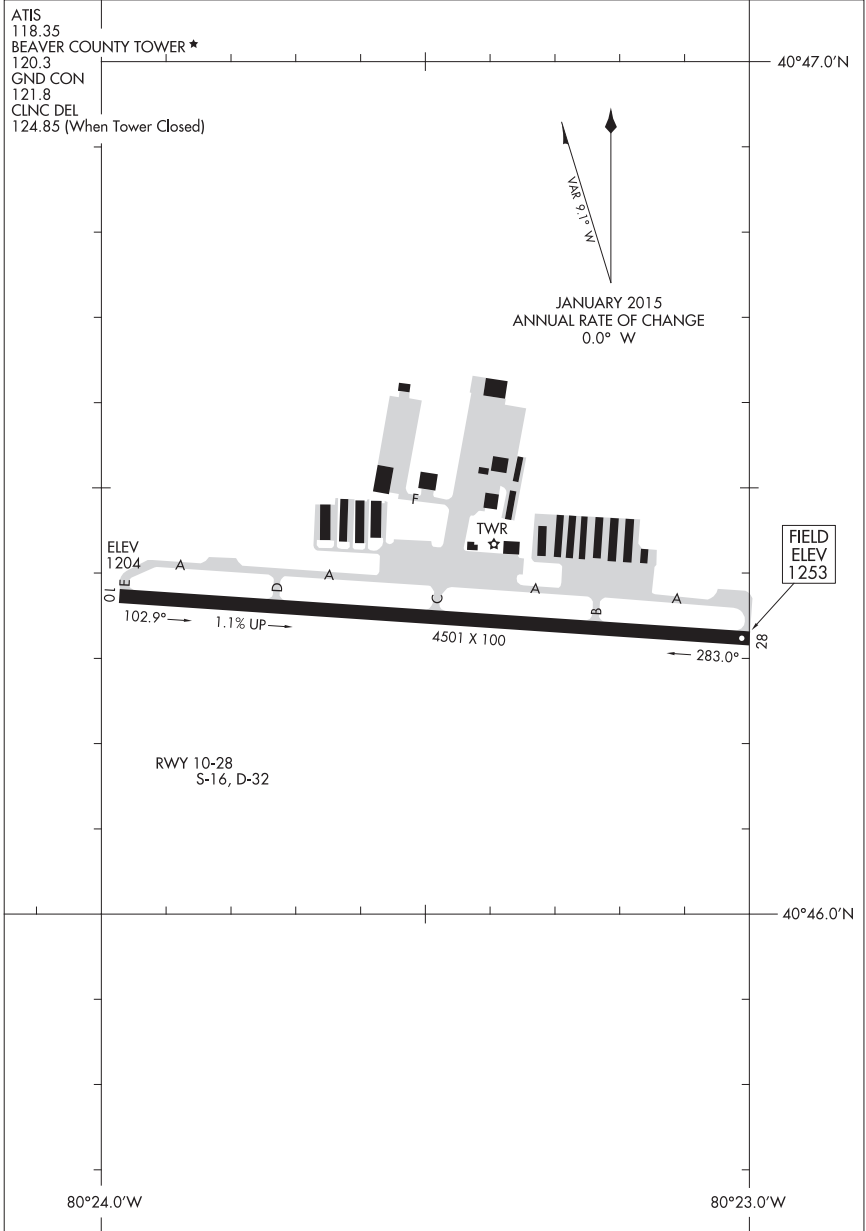 ATIS
118.35
BEAVER COUNTY TOWER ★
120.3
GND CON
121.8
CLNC DEL
124.85 (When Tower Closed)
40°47.0'N
VAR 9.1° W
JANUARY 2015
ANNUAL RATE OF CHANGE
0.0° W
F
TWR
ELEV
1204
FIELD
ELEV
1253
A
A
A
A
E
D
C
B
10
28
102.9°
1.1% UP
4501 X 100
283.0°
RWY 10-28
S-16, D-32
40°46.0'N
80°24.0'W
80°23.0'W